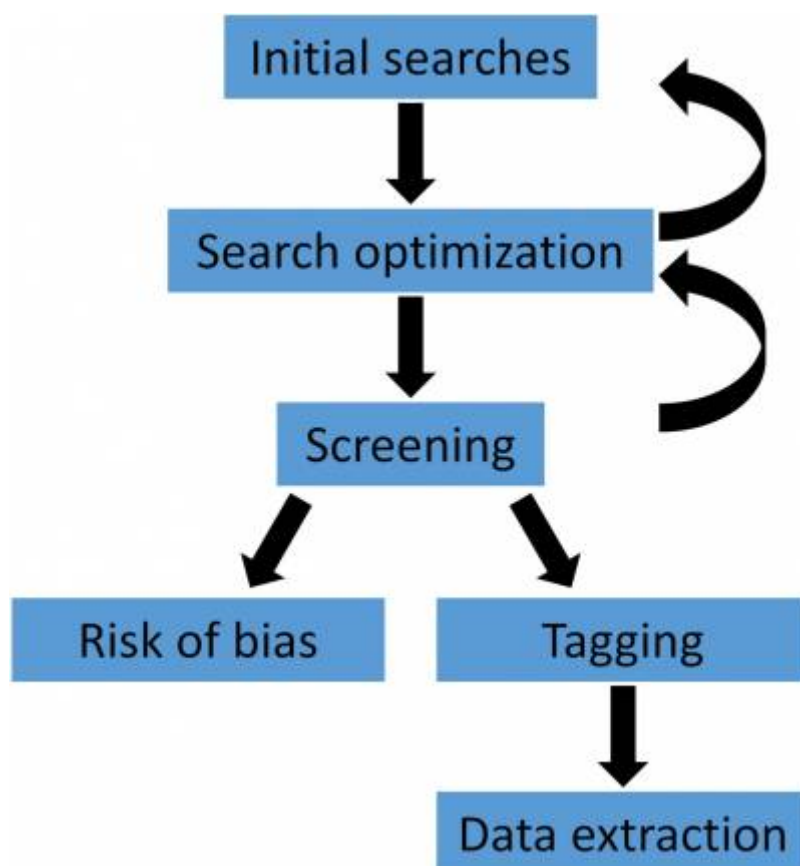 Initial searches
Search optimization
Screening
Risk of bias
Tagging
Data extraction